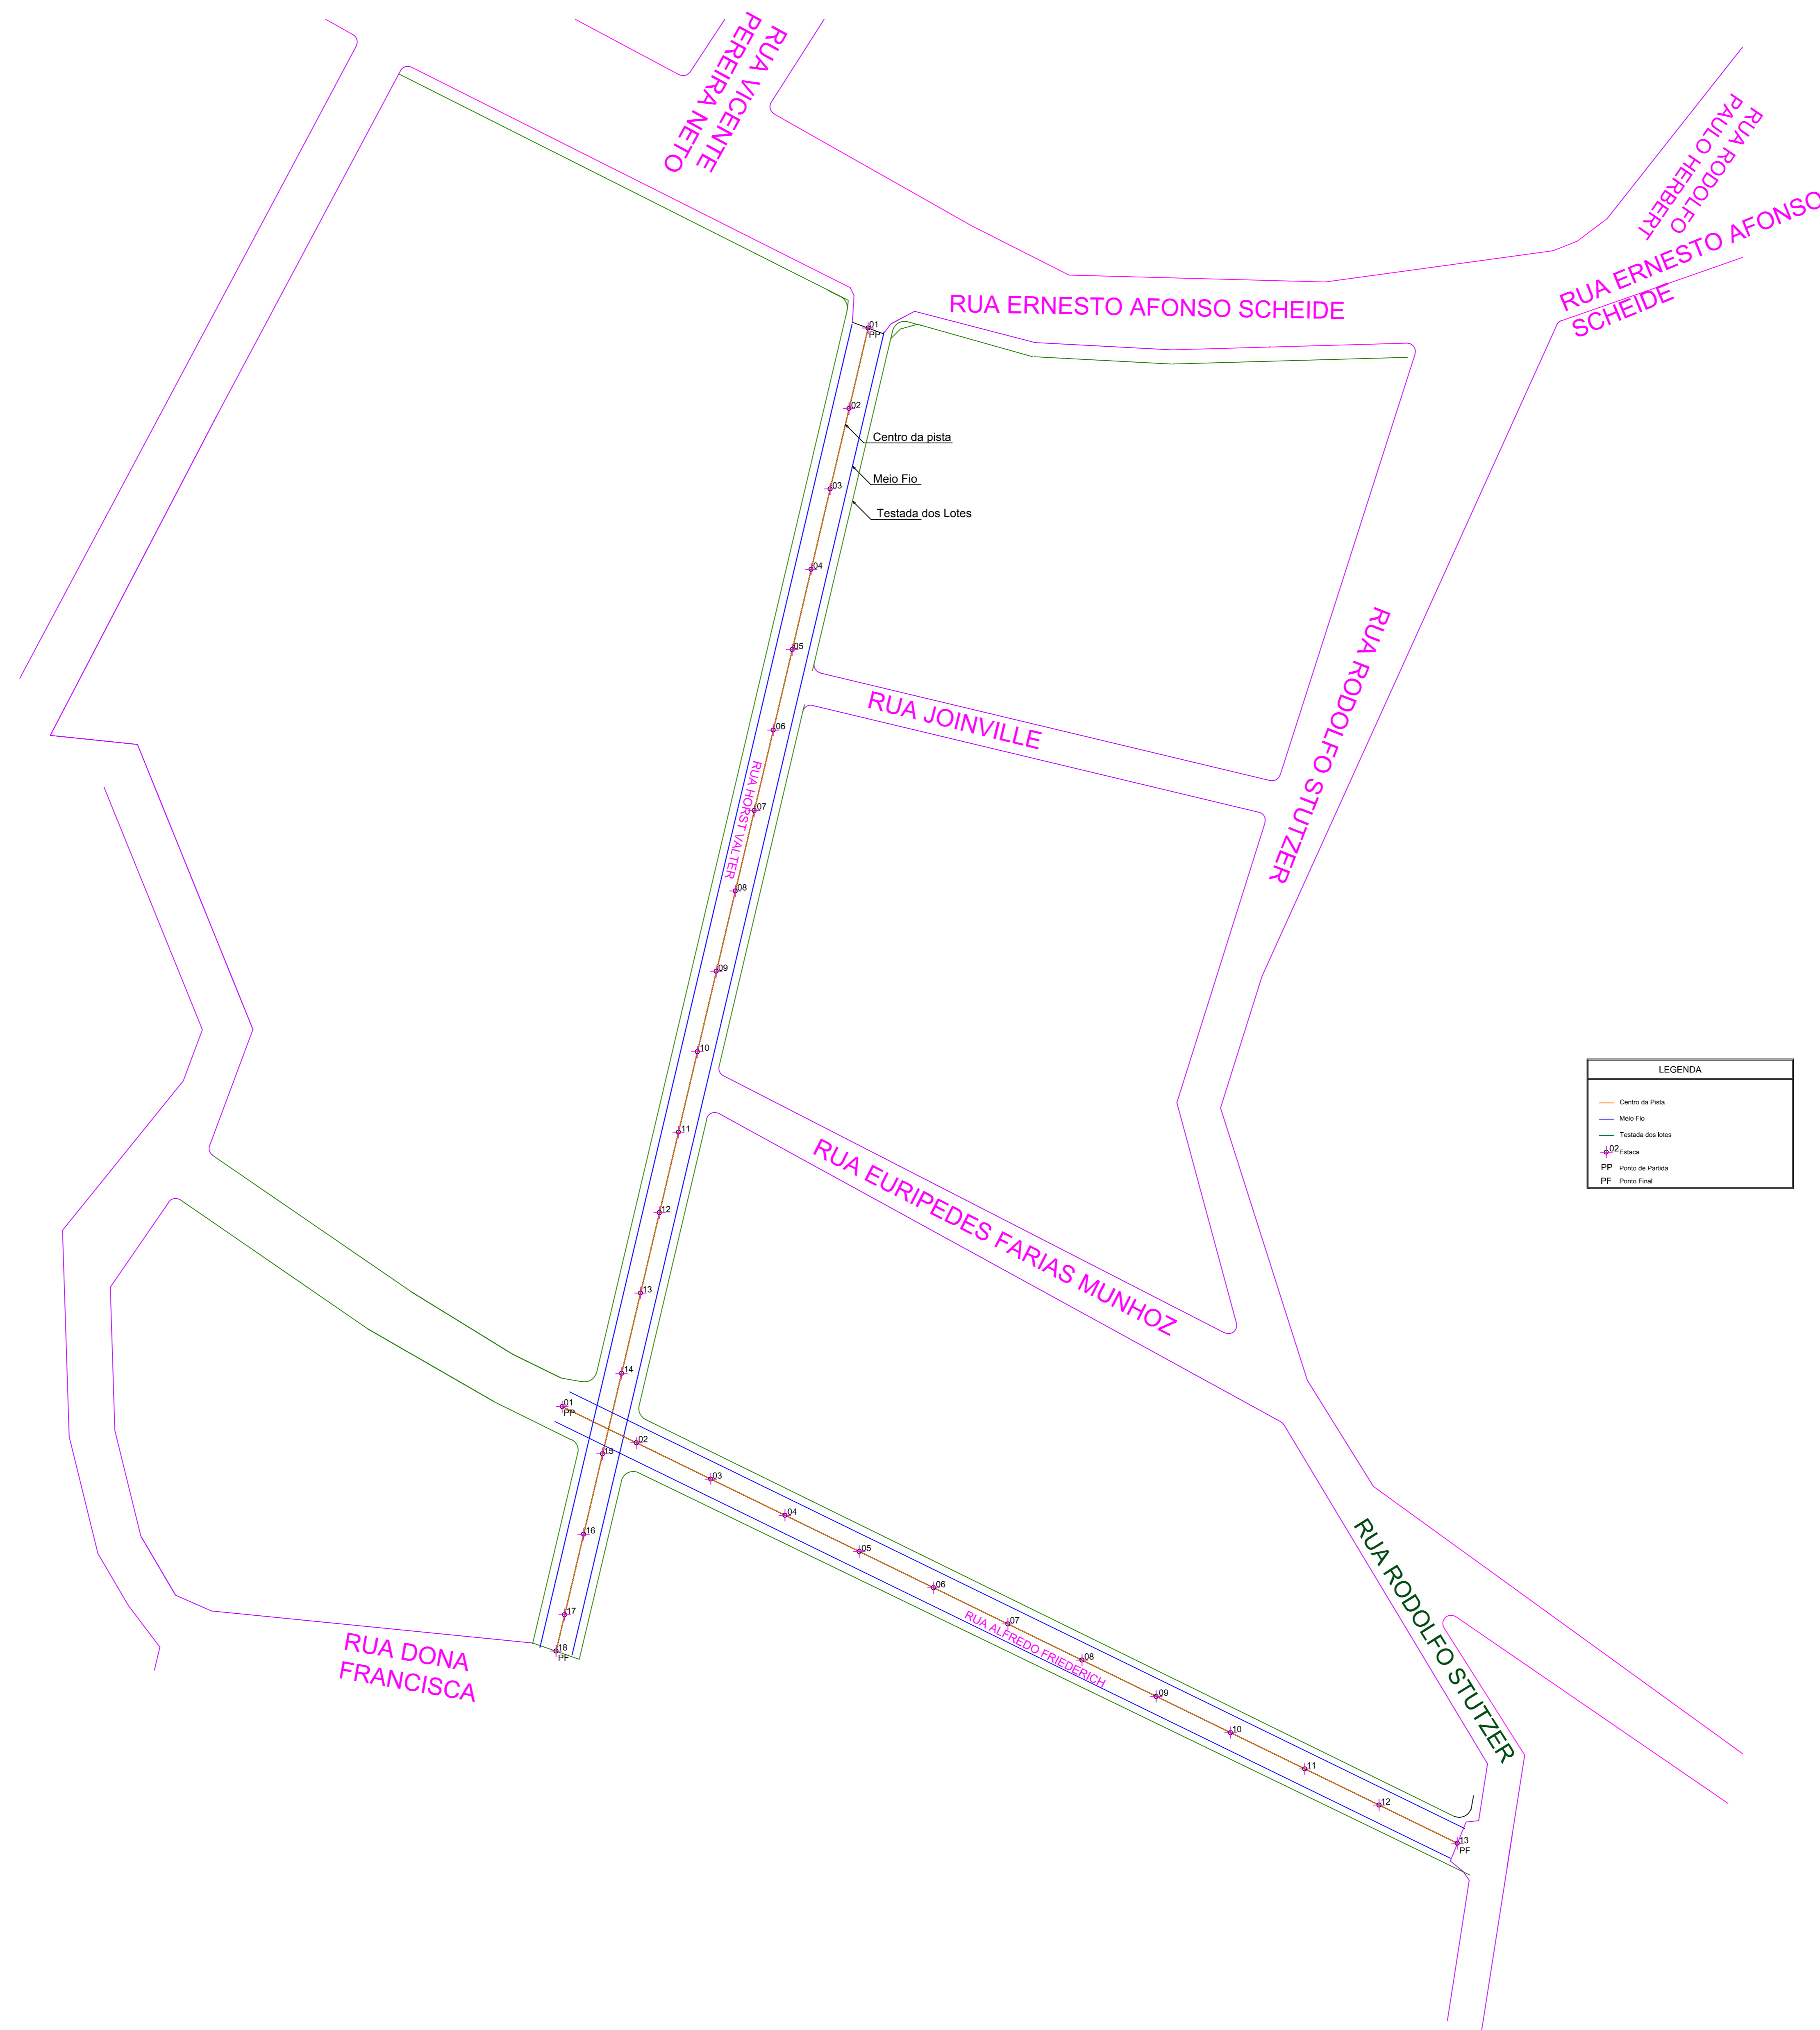 RUA VICENTE
PEREIRA NETO
RUA RODOLFO
PAULO HERBERT
RUA ERNESTO AFONSO
SCHEIDE
RUA ERNESTO AFONSO SCHEIDE
01
PP
02
Centro da pista
Meio Fio
03
Testada dos Lotes
04
05
RUA JOINVILLE
RUA RODOLFO STUTZER
06
RUA HORST VALTER
07
08
09
10
11
12
13
14
15
16
17
18
PF
RUA EURIPEDES FARIAS MUNHOZ
LEGENDA
Centro da Pista
Meio Fio
Testada dos lotes
02 Estaca
PP Ponto de Partida
PF Ponto Final
01
PP
02
03
04
05
06
07
RUA ALFREDO FRIEDERICH
08
09
10
11
12
13
PF
RUA RODOLFO STUTZER
RUA DONA
FRANCISCA